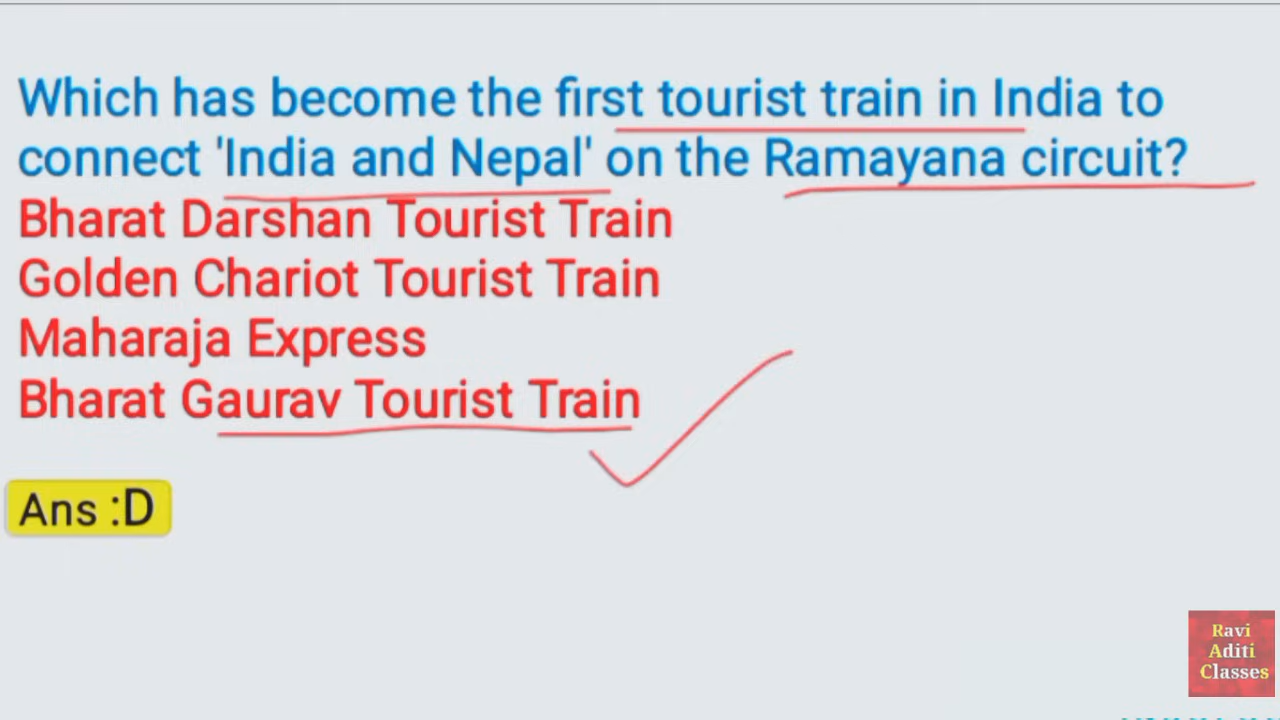 Which has become the first tourist train in India to
connect 'India and Nepal' on the Ramayana circuit?
Bharat Darshan Tourist Train
Golden Chariot Tourist Train
Maharaja Express
Bharat Gaurav Tourist Train
Ans :D
Ravi
Aditi
Classes